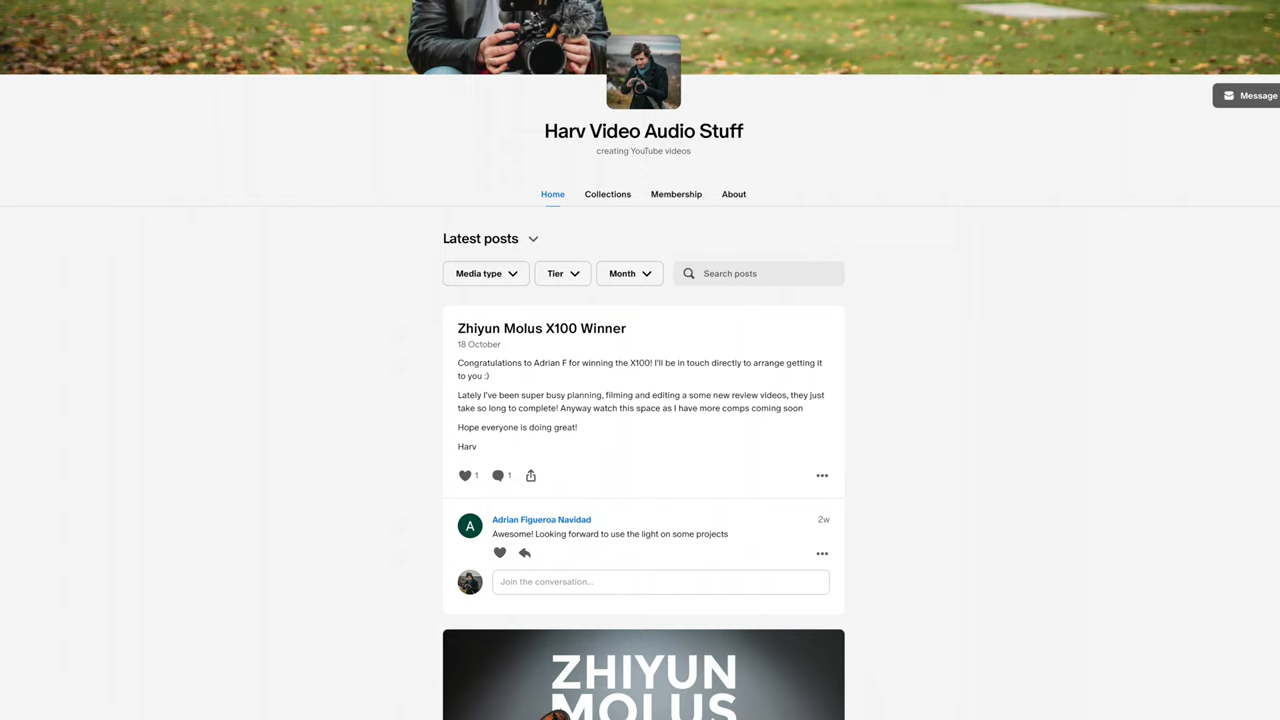 Message
Harv Video Audio Stuff
creating YouTube videos
Home Collections Membership About
Latest posts
Media type Tier Month Search posts
Zhiyun Molus X100 Winner
18 October
Congratulations to Adrian F for winning the X100! I'll be in touch directly to arrange getting it
to you :)
Lately I've been super busy planning, filming and editing a some new review videos, they just
take so long to complete! Anyway watch this space as I have more comps coming soon
Hope everyone is doing great!
Harv
1 1
A Adrian Figueroa Navidad 2w
Awesome! Looking forward to use the light on some projects
Join the conversation...
ZHIYUN
MOLUS